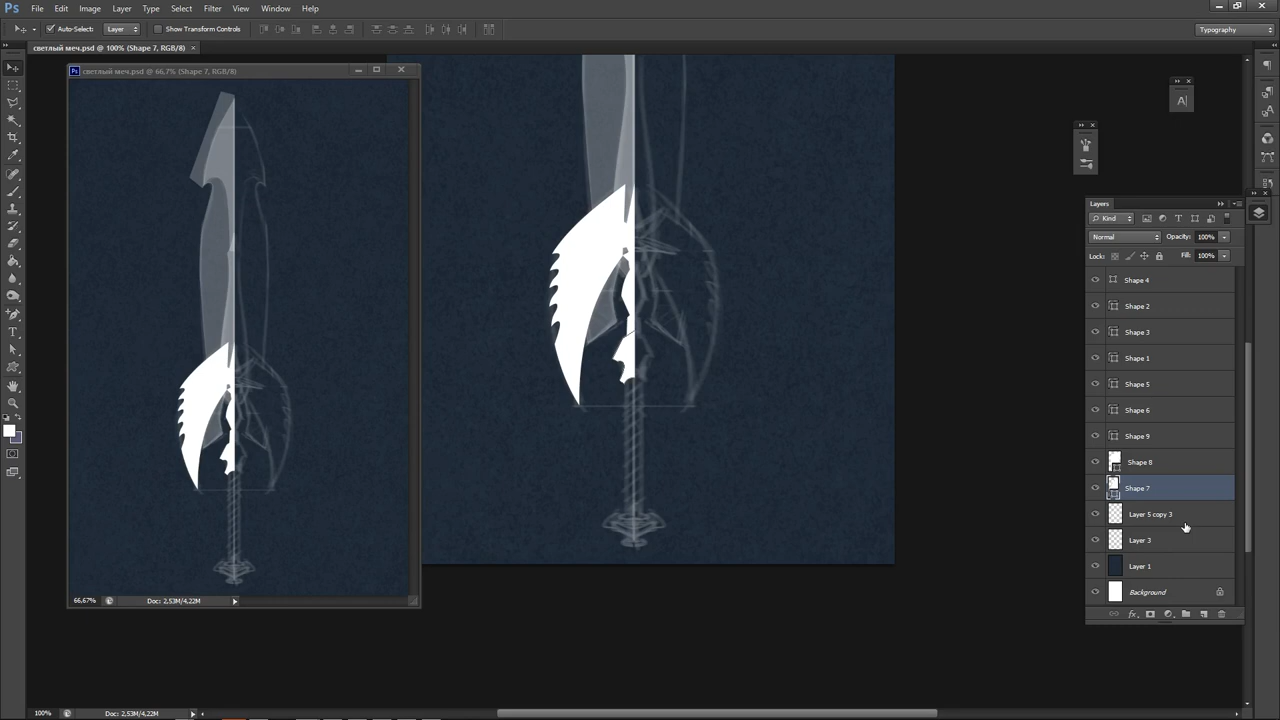 Ps File Edit Image Layer Type Select Filter View Window Help
Auto-Select: Layer Show Transform Controls Typography
светлый меч.psd @ 100% (Shape 7, RGB/8)
светлый меч.psd @ 66,7% (Shape 7, RGB/8)
A
Layers
Kind
Normal Opacity: 100%
Lock: Fill: 100%
Shape 4
Shape 2
Shape 3
Shape 1
Shape 5
Shape 6
Shape 9
Shape 8
Shape 7
Layer 5 copy 3
Layer 3
Layer 1
Background
66,67% Doc: 2,53M/4,22M
100% Doc: 2,53M/4,22M